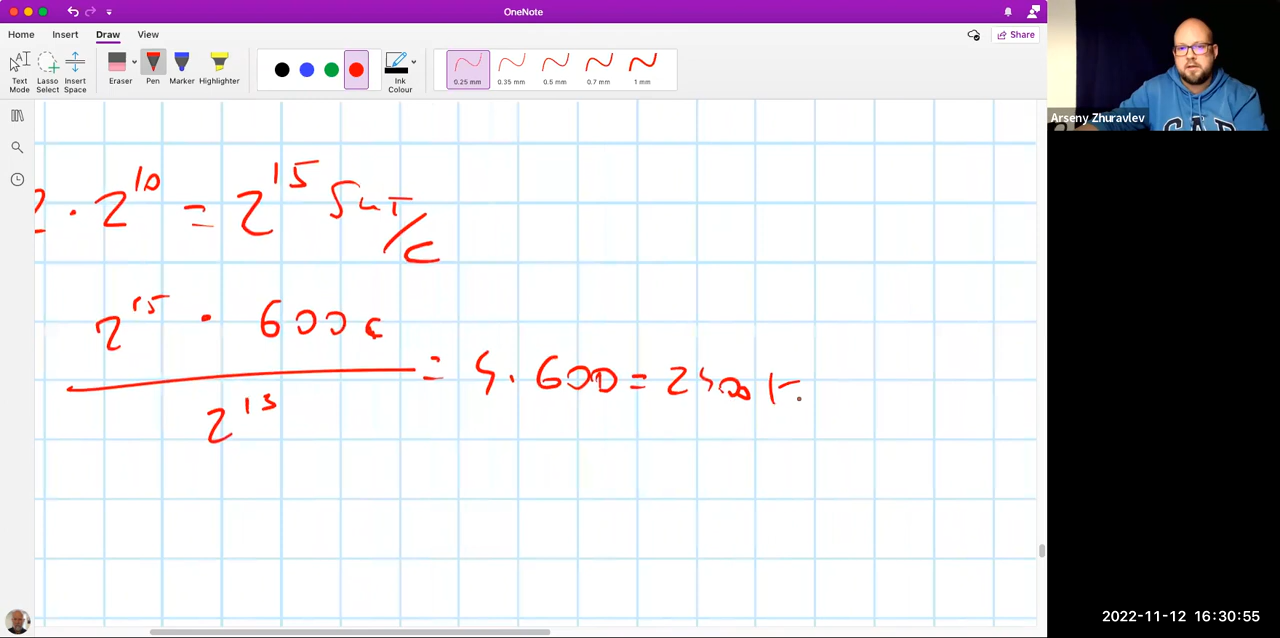 OneNote
Home Insert Draw View
Share
Text Mode
Lasso Select
Insert Space
Eraser
Pen
Marker
Highlighter
Ink Colour
0.25 mm
0.35 mm
0.5 mm
0.7 mm
1 mm
Arseny Zhuravlev
2 · 2^10 = 2^15 бит/с
2^15 · 600 с
2^13
= 4 · 600 = 2400 К
2022-11-12 16:30:55